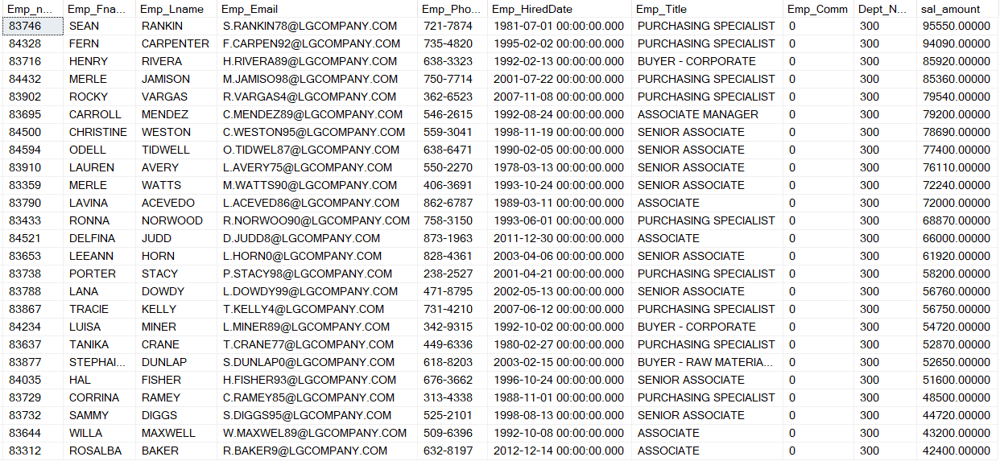 Emp_n... Emp_Fna... Emp_Lname Emp_Email Emp_Pho... Emp_HiredDate Emp_Title Emp_Comm Dept_N... sal_amount
83746 SEAN RANKIN S.RANKIN78@LGCOMPANY.COM 721-7874 1981-07-01 00:00:00.000 PURCHASING SPECIALIST 0 300 95550.00000
84328 FERN CARPENTER F.CARPEN92@LGCOMPANY.COM 735-4820 1995-02-02 00:00:00.000 PURCHASING SPECIALIST 0 300 94090.00000
83716 HENRY RIVERA H.RIVERA89@LGCOMPANY.COM 638-3323 1992-02-13 00:00:00.000 BUYER - CORPORATE 0 300 85920.00000
84432 MERLE JAMISON M.JAMISO98@LGCOMPANY.COM 750-7714 2001-07-22 00:00:00.000 PURCHASING SPECIALIST 0 300 85360.00000
83902 ROCKY VARGAS R.VARGAS4@LGCOMPANY.COM 362-6523 2007-11-08 00:00:00.000 PURCHASING SPECIALIST 0 300 79540.00000
83695 CARROLL MENDEZ C.MENDEZ89@LGCOMPANY.COM 546-2615 1992-08-24 00:00:00.000 ASSOCIATE MANAGER 0 300 79200.00000
84500 CHRISTINE WESTON C.WESTON95@LGCOMPANY.COM 559-3041 1998-11-19 00:00:00.000 SENIOR ASSOCIATE 0 300 78690.00000
84594 ODELL TIDWELL O.TIDWEL87@LGCOMPANY.COM 638-6471 1990-02-05 00:00:00.000 SENIOR ASSOCIATE 0 300 77400.00000
83910 LAUREN AVERY L.AVERY75@LGCOMPANY.COM 550-2270 1978-03-13 00:00:00.000 SENIOR ASSOCIATE 0 300 76110.00000
83359 MERLE WATTS M.WATTS90@LGCOMPANY.COM 406-3691 1993-10-24 00:00:00.000 SENIOR ASSOCIATE 0 300 72240.00000
83790 LAVINA ACEVEDO L.ACEVED86@LGCOMPANY.COM 862-6787 1989-03-11 00:00:00.000 ASSOCIATE 0 300 72000.00000
83433 RONNA NORWOOD R.NORWOO90@LGCOMPANY.COM 758-3150 1993-06-01 00:00:00.000 PURCHASING SPECIALIST 0 300 68870.00000
84521 DELFINA JUDD D.JUDD8@LGCOMPANY.COM 873-1963 2011-12-30 00:00:00.000 ASSOCIATE 0 300 66000.00000
83653 LEEANN HORN L.HORN0@LGCOMPANY.COM 828-4361 2003-04-06 00:00:00.000 SENIOR ASSOCIATE 0 300 61920.00000
83738 PORTER STACY P.STACY98@LGCOMPANY.COM 238-2527 2001-04-21 00:00:00.000 PURCHASING SPECIALIST 0 300 58200.00000
83788 LANA DOWDY L.DOWDY99@LGCOMPANY.COM 471-8795 2002-05-13 00:00:00.000 SENIOR ASSOCIATE 0 300 56760.00000
83867 TRACIE KELLY T.KELLY4@LGCOMPANY.COM 731-4210 2007-06-12 00:00:00.000 PURCHASING SPECIALIST 0 300 56750.00000
84234 LUISA MINER L.MINER89@LGCOMPANY.COM 342-9315 1992-10-02 00:00:00.000 BUYER - CORPORATE 0 300 54720.00000
83637 TANIKA CRANE T.CRANE77@LGCOMPANY.COM 449-6336 1980-02-27 00:00:00.000 PURCHASING SPECIALIST 0 300 52870.00000
83877 STEPHAI... DUNLAP S.DUNLAP0@LGCOMPANY.COM 618-8203 2003-02-15 00:00:00.000 BUYER - RAW MATERIA... 0 300 52650.00000
84035 HAL FISHER H.FISHER93@LGCOMPANY.COM 676-3662 1996-10-24 00:00:00.000 SENIOR ASSOCIATE 0 300 51600.00000
83729 CORRINA RAMEY C.RAMEY85@LGCOMPANY.COM 313-4338 1988-11-01 00:00:00.000 PURCHASING SPECIALIST 0 300 48500.00000
83732 SAMMY DIGGS S.DIGGS95@LGCOMPANY.COM 525-2101 1998-08-13 00:00:00.000 SENIOR ASSOCIATE 0 300 44720.00000
83644 WILLA MAXWELL W.MAXWEL89@LGCOMPANY.COM 509-6396 1992-10-08 00:00:00.000 ASSOCIATE 0 300 43200.00000
83312 ROSALBA BAKER R.BAKER9@LGCOMPANY.COM 632-8197 2012-12-14 00:00:00.000 ASSOCIATE 0 300 42400.00000